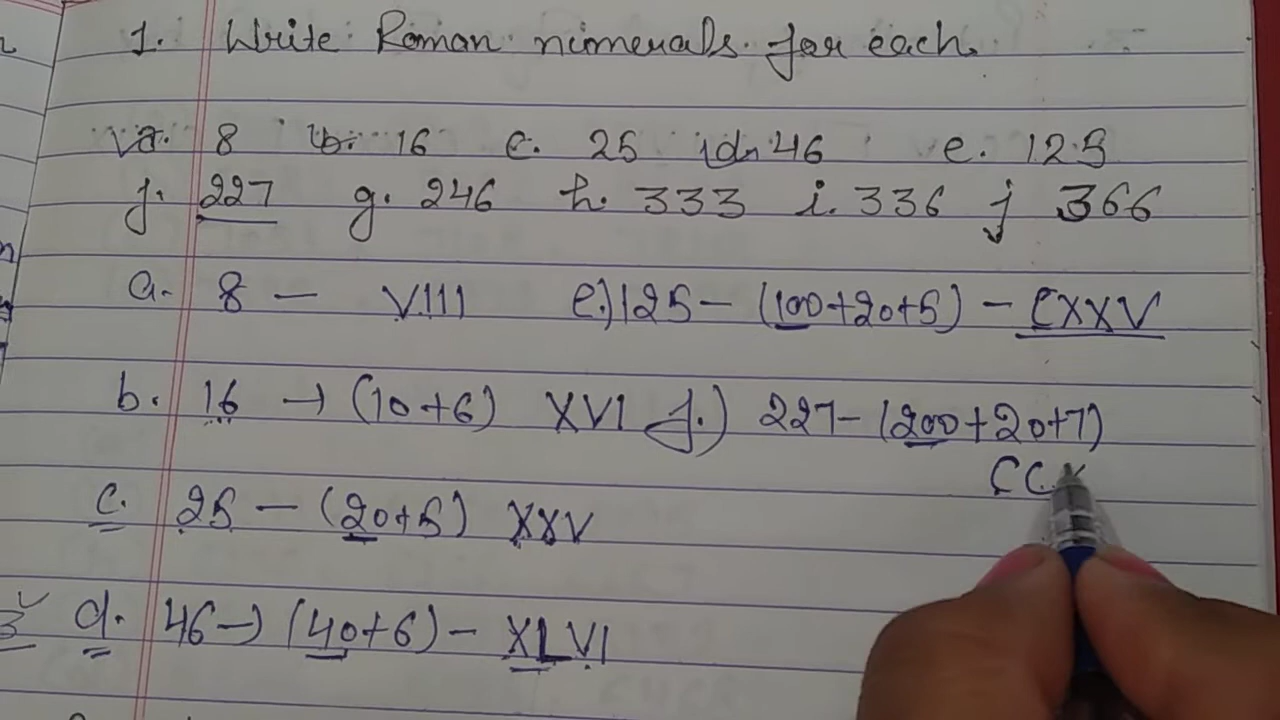 1. Write Roman numerals for each.
a. 8 b. 16 c. 25 d. 46 e. 125
f. 227 g. 246 h. 333 i. 336 j 366
a. 8 — VIII e.) 125 — (100+20+5) — CXXV
b. 16 → (10+6) XVI f.) 227 - (200+20+7)
CCX
c. 25 — (20+5) XXV
d. 46 → (40+6) — XLVI